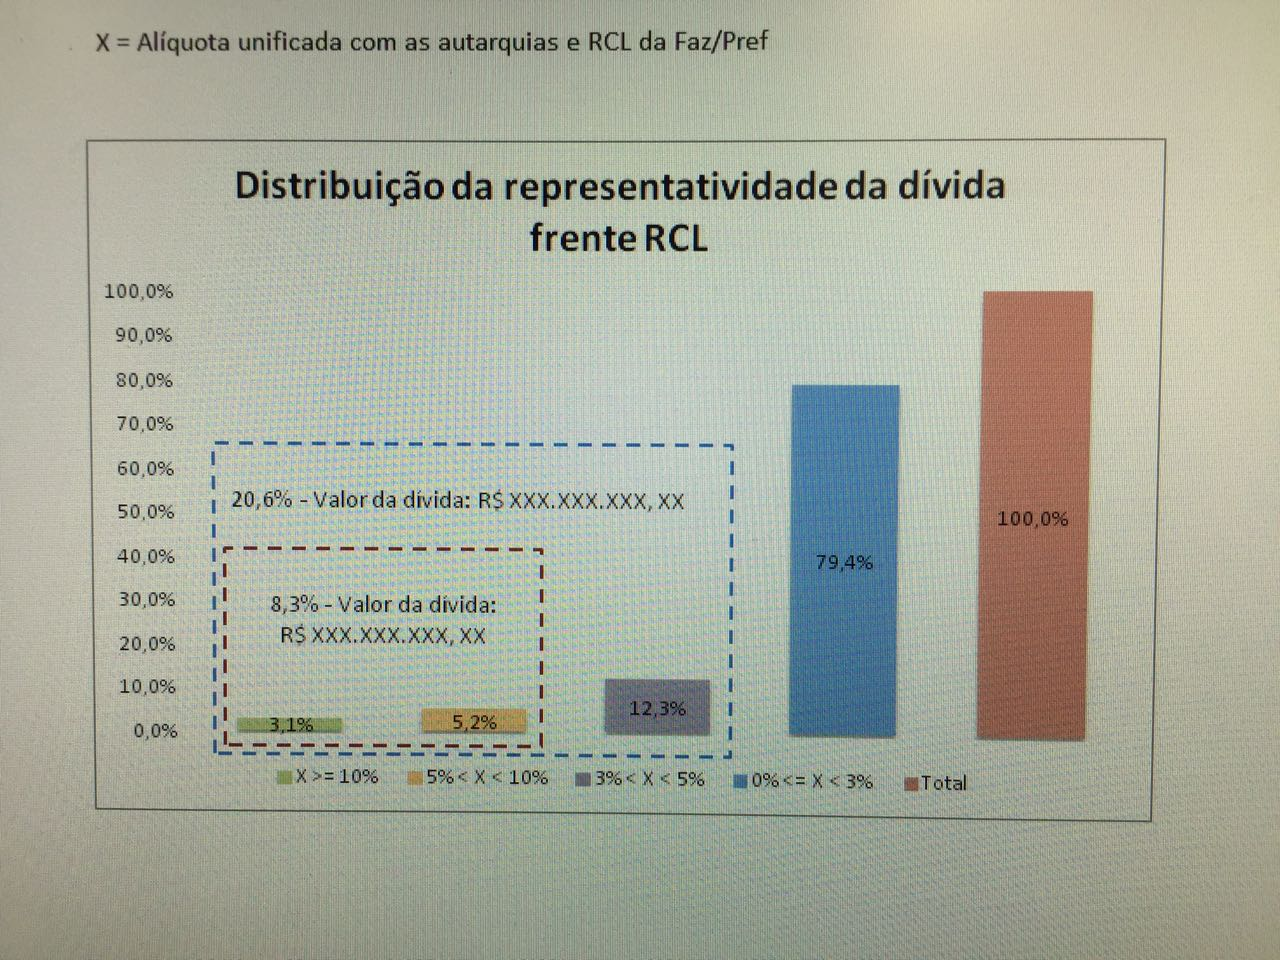 X = Alíquota unificada com as autarquias e RCL da Faz/Pref
Distribuição da representatividade da dívida
frente RCL
100,0%
90,0%
80,0%
70,0%
60,0%
50,0%
40,0%
30,0%
20,0%
10,0%
0,0%
20,6% - Valor da dívida: R$ XXX.XXX.XXX, XX
8,3% - Valor da dívida:
R$ XXX.XXX.XXX, XX
3,1%
5,2%
12,3%
79,4%
100,0%
X >= 10% 5% < X < 10% 3% < X < 5% 0% <= X < 3% Total